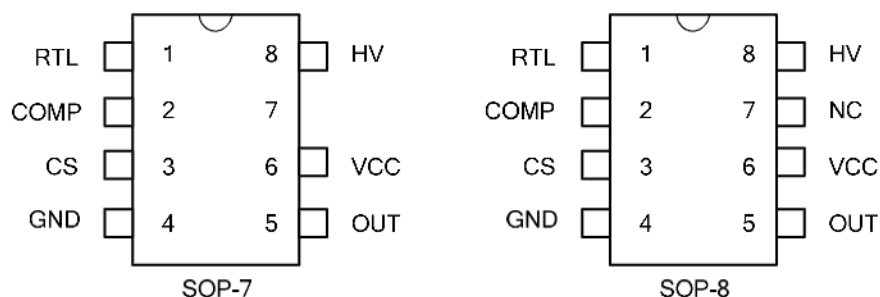 RTL 1 8 HV
COMP 2 7
CS 3 6 VCC
GND 4 5 OUT
SOP-7
RTL 1 8 HV
COMP 2 7 NC
CS 3 6 VCC
GND 4 5 OUT
SOP-8